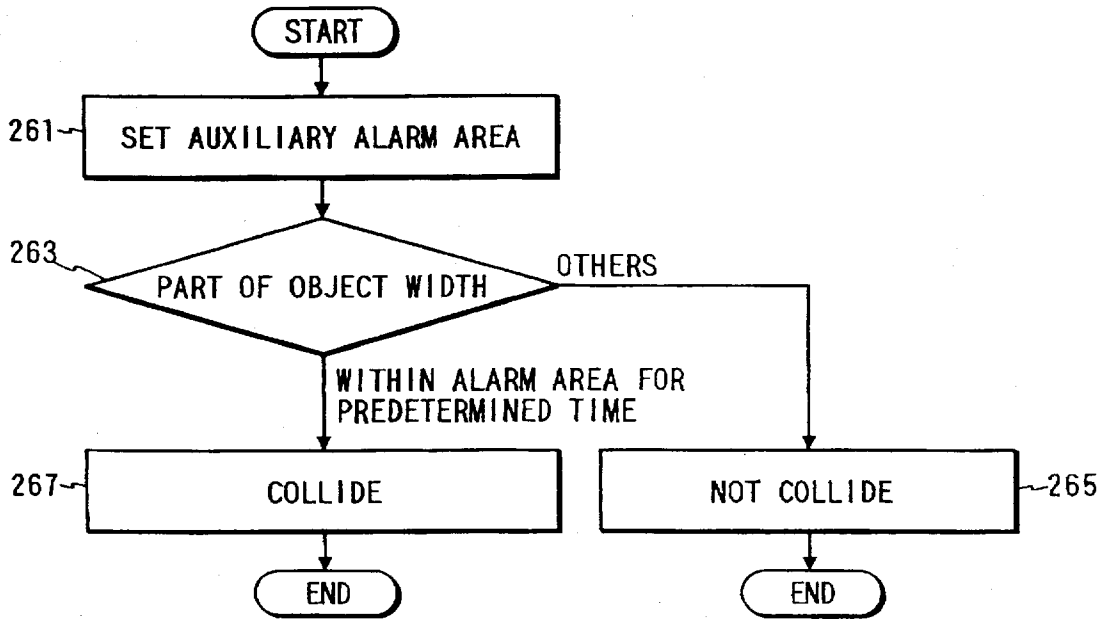 START
261
SET AUXILIARY ALARM AREA
263
PART OF OBJECT WIDTH
OTHERS
WITHIN ALARM AREA FOR
PREDETERMINED TIME
267
COLLIDE
NOT COLLIDE
265
END
END